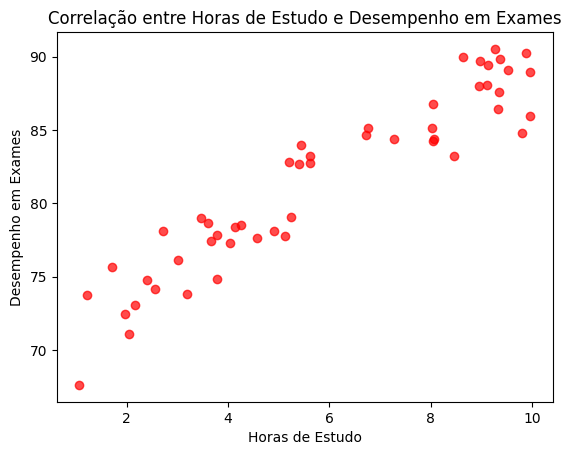 Correlação entre Horas de Estudo e Desempenho em Exames
90
85
80
75
70
Desempenho em Exames
2 4 6 8 10
Horas de Estudo